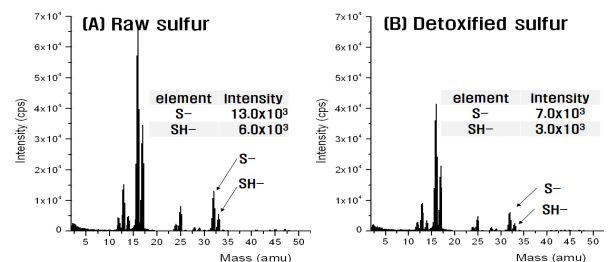 (A) Raw sulfur
7x10⁴
6x10⁴
5x10⁴
4x10⁴
3x10⁴
2x10⁴
1x10⁴
0
Intensity (cps)
element Intensity
S− 13.0x10³
SH− 6.0x10³
S−
SH−
5 10 15 20 25 30 35 40 45 50
Mass (amu)
(B) Detoxified sulfur
7x10⁴
6x10⁴
5x10⁴
4x10⁴
3x10⁴
2x10⁴
1x10⁴
0
Intensity (cps)
element Intensity
S− 7.0x10³
SH− 3.0x10³
S−
SH−
5 10 15 20 25 30 35 40 45 50
Mass (amu)